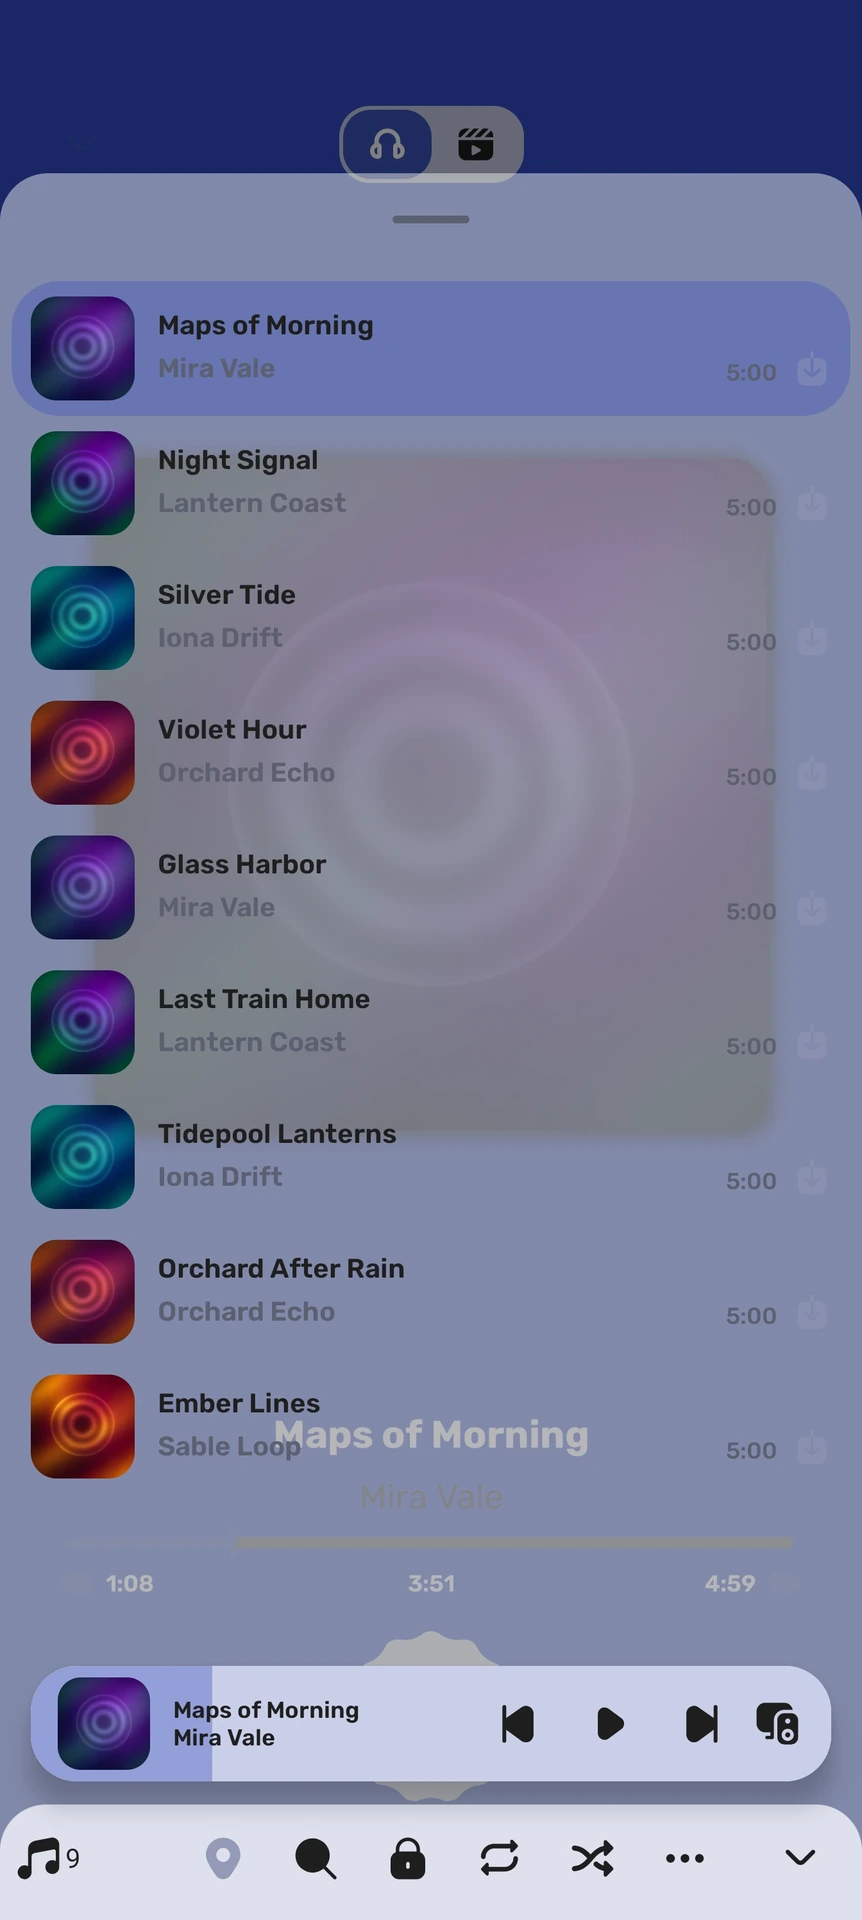 Maps of Morning
Mira Vale
5:00
Night Signal
Lantern Coast
5:00
Silver Tide
Iona Drift
5:00
Violet Hour
Orchard Echo
5:00
Glass Harbor
Mira Vale
5:00
Last Train Home
Lantern Coast
5:00
Tidepool Lanterns
Iona Drift
5:00
Orchard After Rain
Orchard Echo
5:00
Ember Lines
Sable Loop
5:00
Maps of Morning
Mira Vale
1:08 3:51 4:59
Maps of Morning
Mira Vale
9